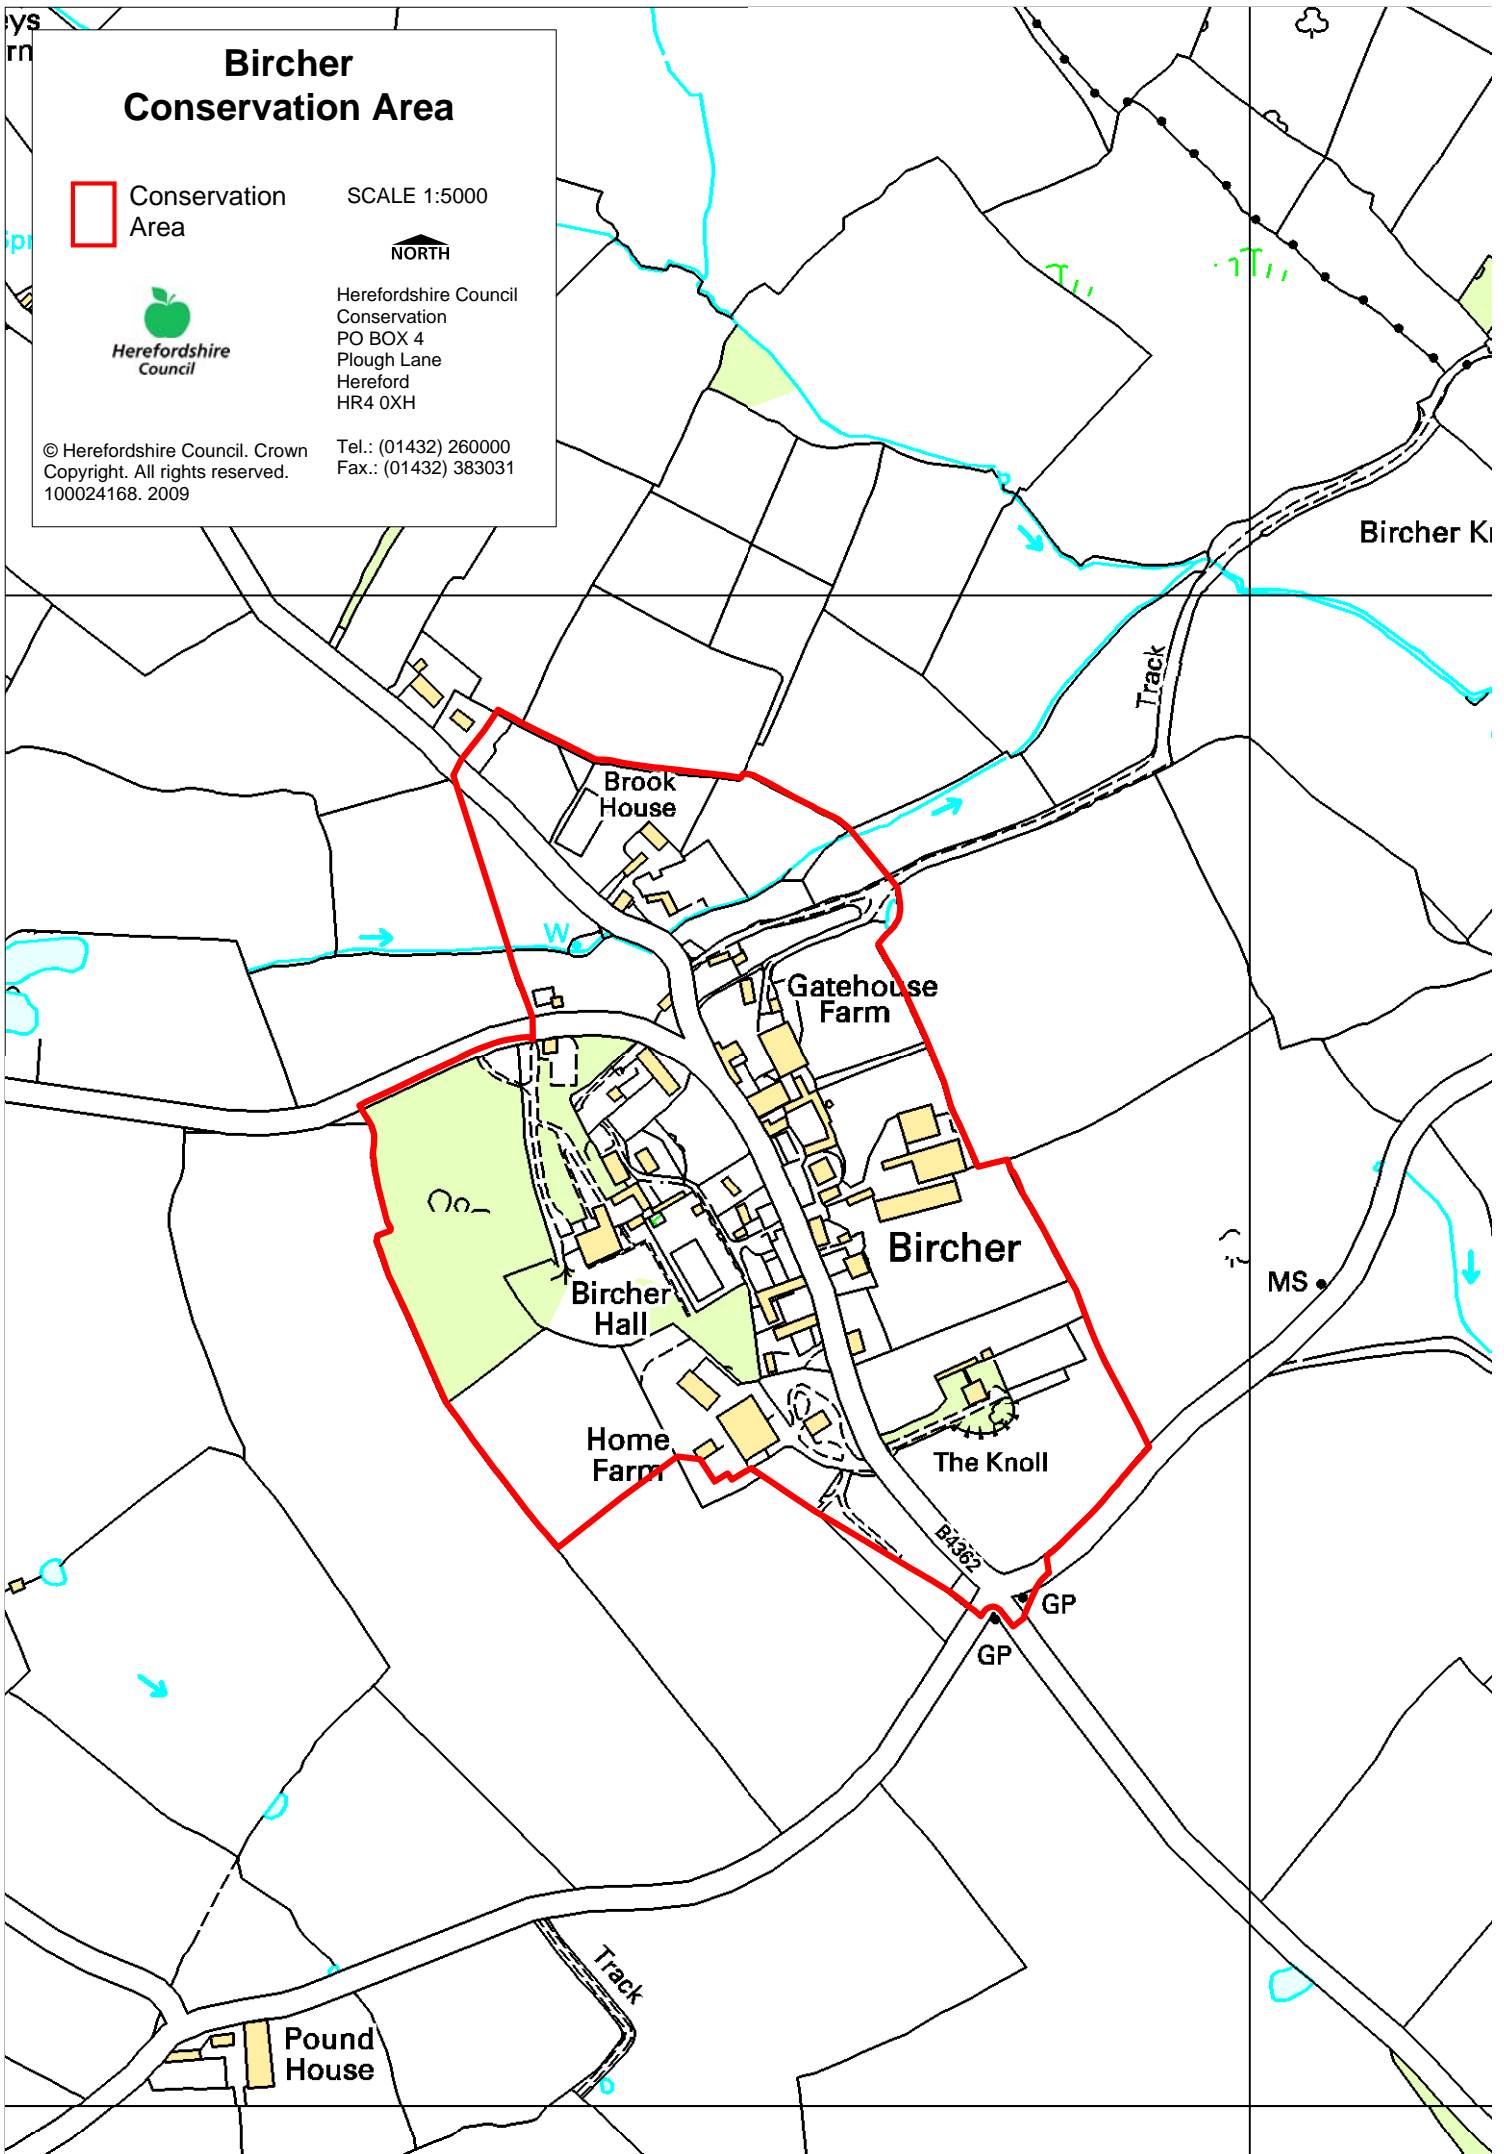 Bircher
Conservation Area
Conservation
Area
SCALE 1:5000
NORTH
Herefordshire
Council
Herefordshire Council
Conservation
PO BOX 4
Plough Lane
Hereford
HR4 0XH
Tel.: (01432) 260000
Fax.: (01432) 383031
© Herefordshire Council. Crown
Copyright. All rights reserved.
100024168. 2009
Bircher Kn
Track
Brook
House
W
Gatehouse
Farm
Bircher
MS
Bircher
Hall
Home
Farm
The Knoll
B4362
GP
GP
Track
Pound
House